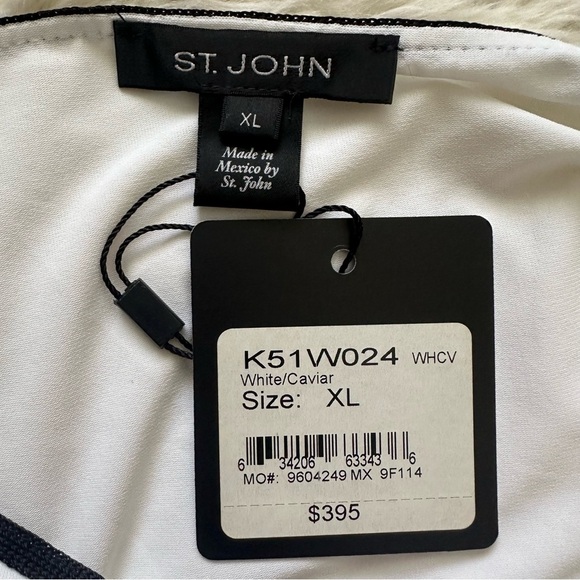 ST. JOHN
XL
Made in
Mexico by
St. John
K51W024 WHCV
White/Caviar
Size: XL
6 34206 63343 6
MO#: 9604249 MX 9F114
$395